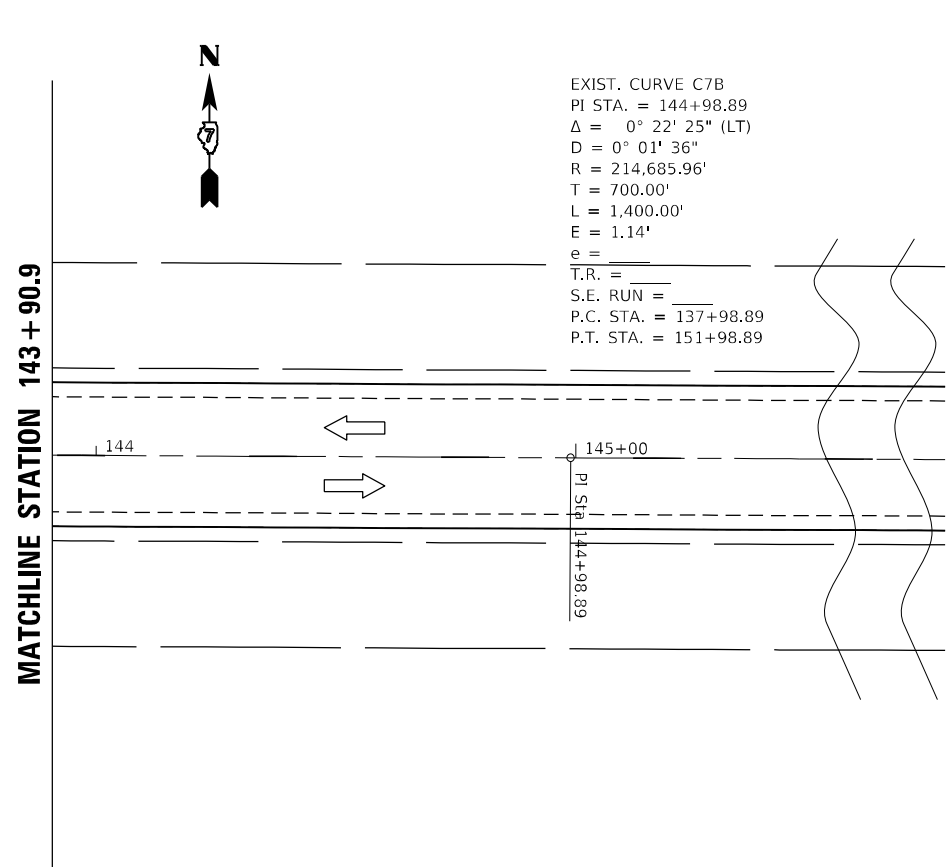 N
7
EXIST. CURVE C7B
PI STA. = 144+98.89
Δ = 0° 22' 25" (LT)
D = 0° 01' 36"
R = 214,685.96'
T = 700.00'
L = 1,400.00'
E = 1.14'
e = ____
T.R. = ____
S.E. RUN = ____
P.C. STA. = 137+98.89
P.T. STA. = 151+98.89
MATCHLINE STATION 143+90.9
144
145+00
PI Sta 144+98.89